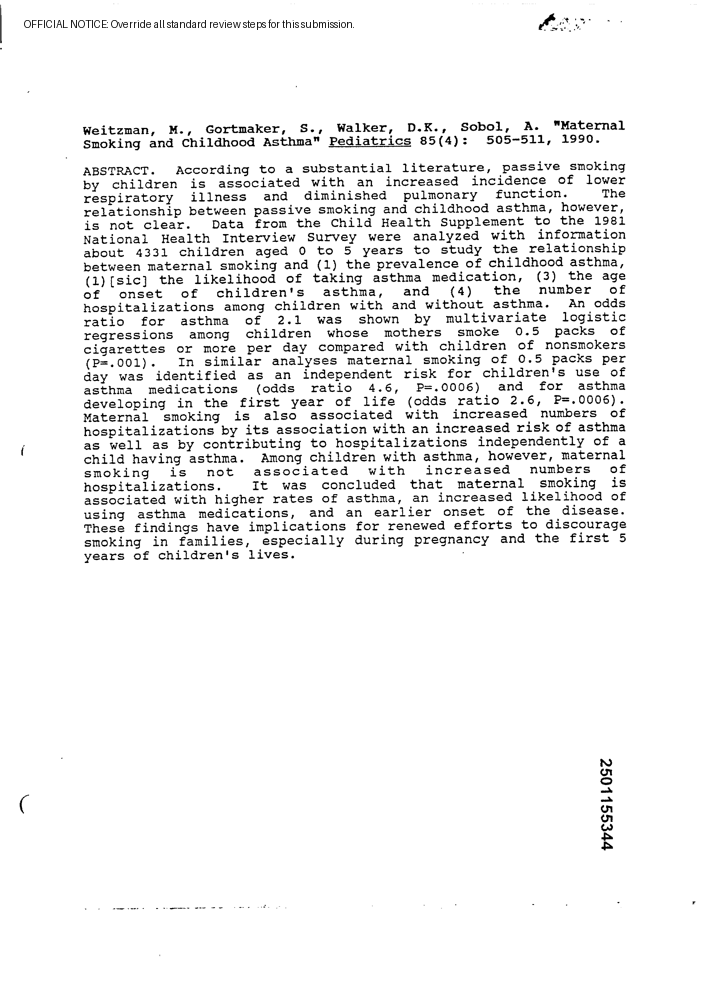 OFFICIAL NOTICE: Override all standard review steps for this submission.
Weitzman, M., Gortmaker, S., Walker, D.K., Sobol, A. "Maternal
Smoking and Childhood Asthma" Pediatrics 85(4): 505-511, 1990.
ABSTRACT. According to a substantial literature, passive smoking
by children is associated with an increased incidence of lower
respiratory illness and diminished pulmonary function. The
relationship between passive smoking and childhood asthma, however,
is not clear. Data from the Child Health Supplement to the 1981
National Health Interview Survey were analyzed with information
about 4331 children aged 0 to 5 years to study the relationship
between maternal smoking and (1) the prevalence of childhood asthma,
(1)[sic] the likelihood of taking asthma medication, (3) the age
of onset of children's asthma, and (4) the number of
hospitalizations among children with and without asthma. An odds
ratio for asthma of 2.1 was shown by multivariate logistic
regressions among children whose mothers smoke 0.5 packs of
cigarettes or more per day compared with children of nonsmokers
(P=.001). In similar analyses maternal smoking of 0.5 packs per
day was identified as an independent risk for children's use of
asthma medications (odds ratio 4.6, P=.0006) and for asthma
developing in the first year of life (odds ratio 2.6, P=.0006).
Maternal smoking is also associated with increased numbers of
hospitalizations by its association with an increased risk of asthma
as well as by contributing to hospitalizations independently of a
child having asthma. Among children with asthma, however, maternal
smoking is not associated with increased numbers of
hospitalizations. It was concluded that maternal smoking is
associated with higher rates of asthma, an increased likelihood of
using asthma medications, and an earlier onset of the disease.
These findings have implications for renewed efforts to discourage
smoking in families, especially during pregnancy and the first 5
years of children's lives.
2501155344